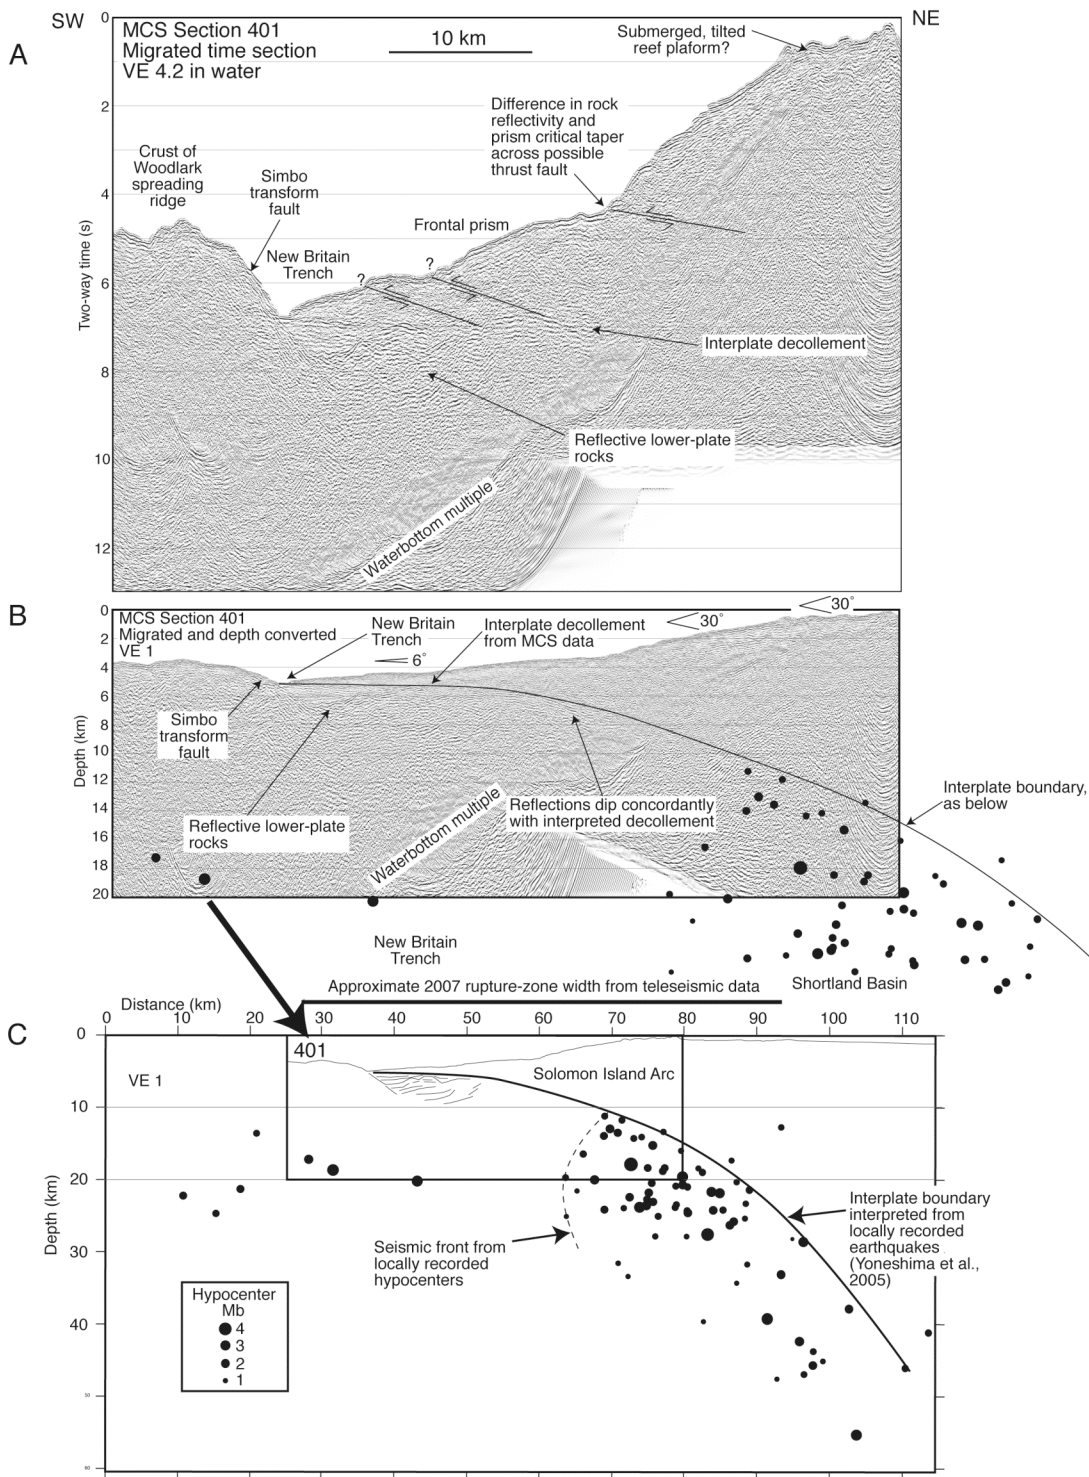 SW
NE
A
MCS Section 401
Migrated time section
VE 4.2 in water
10 km
Submerged, tilted
reef plaform?
Difference in rock
reflectivity and
prism critical taper
across possible
thrust fault
Crust of
Woodlark
spreading
ridge
Simbo
transform
fault
New Britain
Trench
Frontal prism
?
?
Interplate decollement
Reflective lower-plate
rocks
Waterbottom multiple
Two-way time (s)
0
2
4
6
8
10
12
B
MCS Section 401
Migrated and depth converted
VE 1
New Britain
Trench
Interplate decollement
from MCS data
6°
30°
30°
Simbo
transform
fault
Reflective lower-plate
rocks
Waterbottom multiple
Reflections dip concordantly
with interpreted decollement
Interplate boundary,
as below
Depth (km)
0
2
4
6
8
10
12
14
16
18
20
New Britain
Trench
Approximate 2007 rupture-zone width from teleseismic data
Shortland Basin
Distance (km)
0
10
20
30
40
50
60
70
80
90
100
110
C
401
VE 1
Solomon Island Arc
Seismic front from
locally recorded
hypocenters
Interplate boundary
interpreted from
locally recorded
earthquakes
(Yoneshima et al.,
2005)
Hypocenter
Mb
4
3
2
1
Depth (km)
0
10
20
30
40
50
60